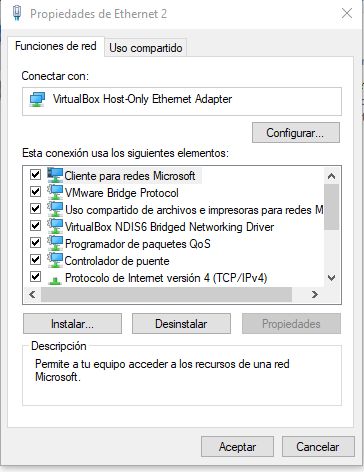 Propiedades de Ethernet 2
Funciones de red
Uso compartido
Conectar con:
VirtualBox Host-Only Ethernet Adapter
Configurar...
Esta conexión usa los siguientes elementos:
Cliente para redes Microsoft
VMware Bridge Protocol
Uso compartido de archivos e impresoras para redes M
VirtualBox NDIS6 Bridged Networking Driver
Programador de paquetes QoS
Controlador de puente
Protocolo de Internet versión 4 (TCP/IPv4)
Instalar...
Desinstalar
Propiedades
Descripción
Permite a tu equipo acceder a los recursos de una red
Microsoft.
Aceptar
Cancelar